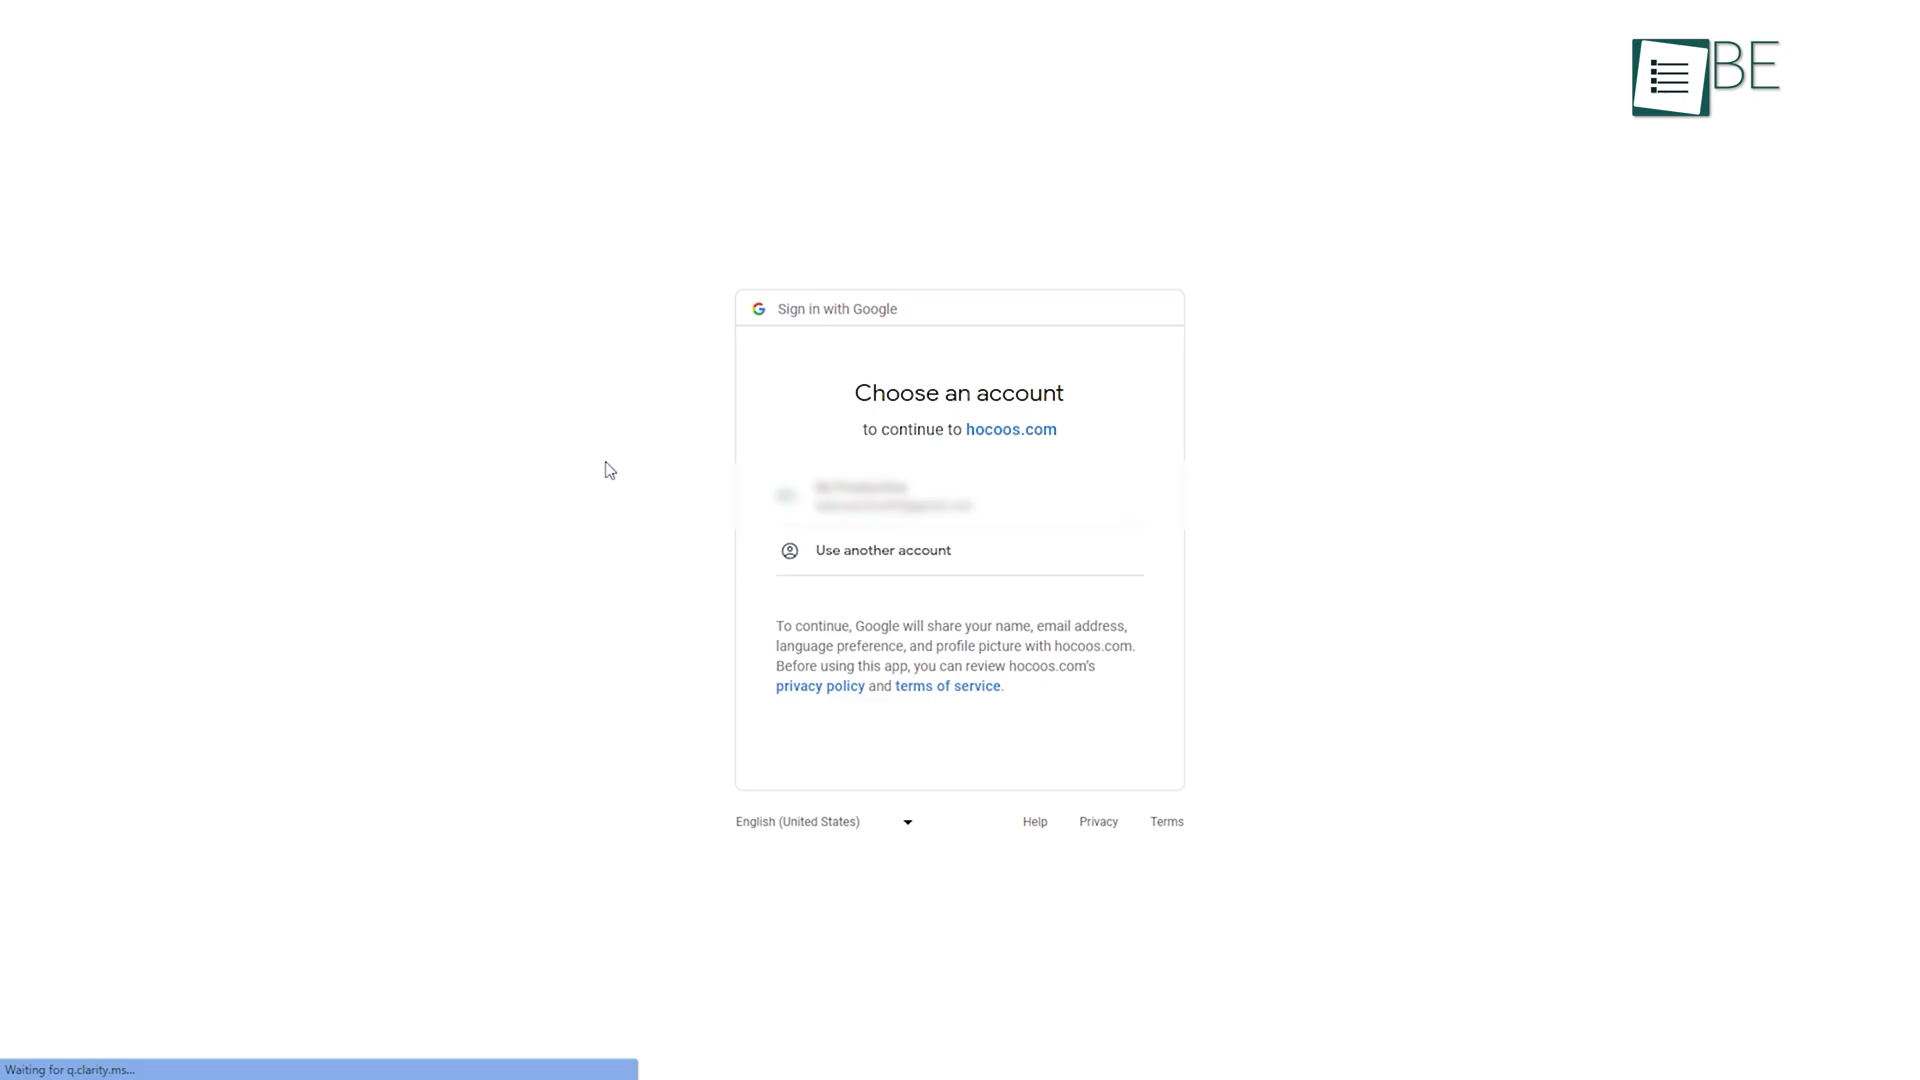 BE
Sign in with Google
Choose an account
to continue to hocoos.com
Use another account
To continue, Google will share your name, email address,
language preference, and profile picture with hocoos.com.
Before using this app, you can review hocoos.com's
privacy policy and terms of service.
English (United States)
Help
Privacy
Terms
Waiting for q.clarity.ms...